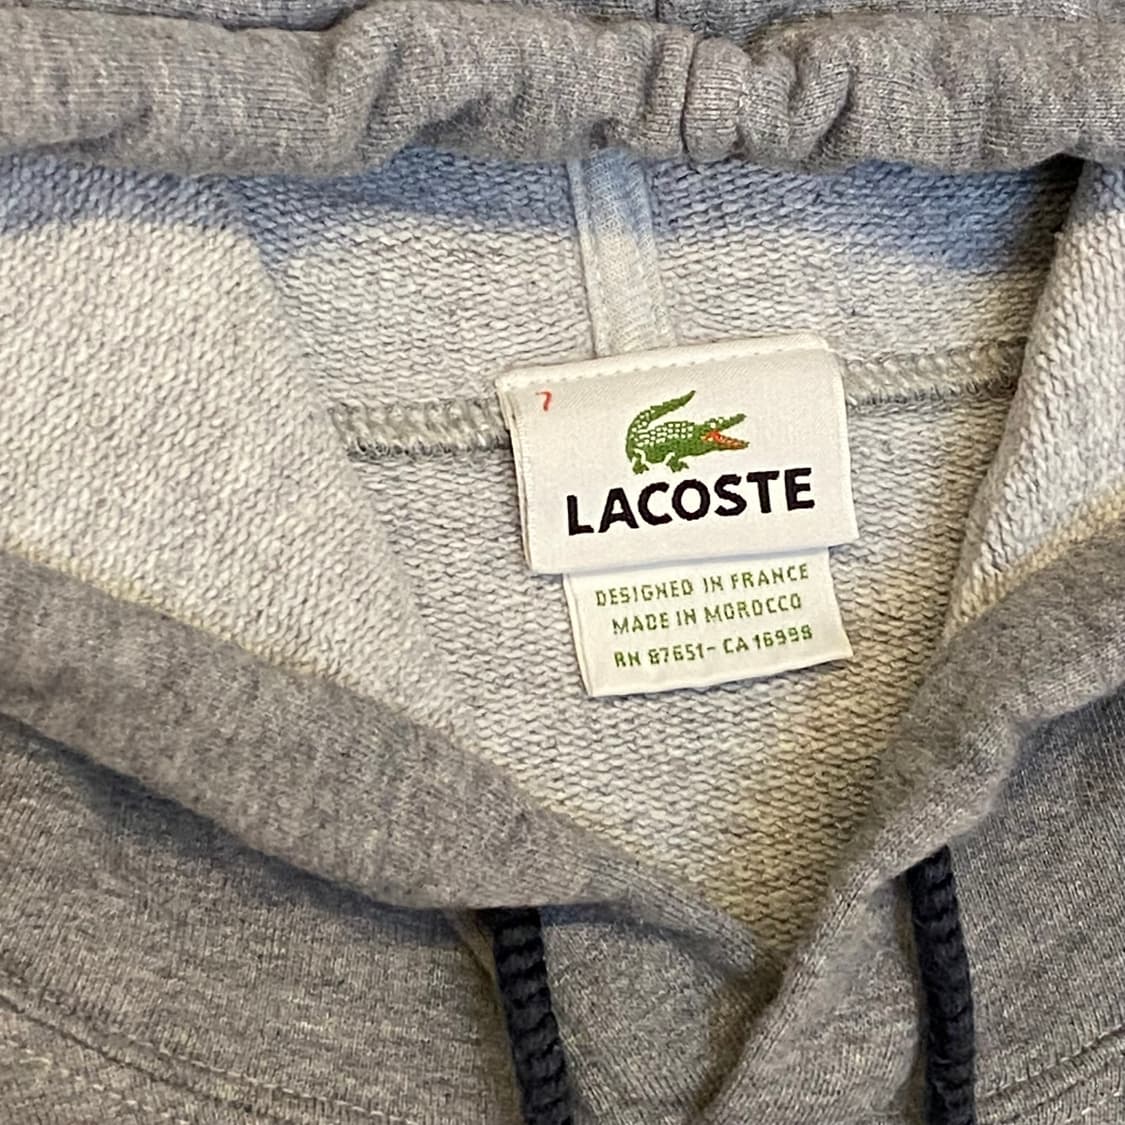 7
LACOSTE
DESIGNED IN FRANCE
MADE IN MOROCCO
RN 87651- CA 16999